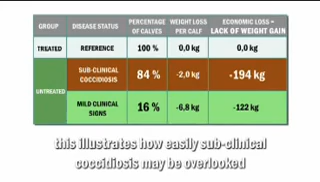 GROUP DISEASE STATUS PERCENTAGE OF CALVES WEIGHT LOSS PER CALF ECONOMIC LOSS ~ LACK OF WEIGHT GAIN
TREATED REFERENCE 100 % 0,0 kg 0,0 kg
UNTREATED SUB-CLINICAL COCCIDIOSIS 84 % -2,0 kg -194 kg
MILD CLINICAL SIGNS 16 % -6,8 kg -122 kg
this illustrates how easily sub-clinical
coccidiosis may be overlooked